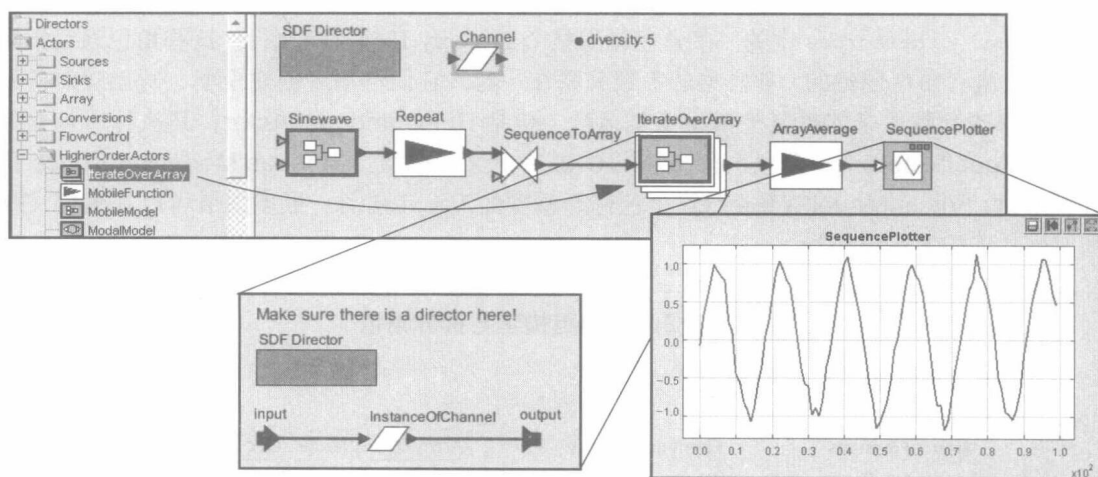 Directors
Actors
Sources
Sinks
Array
Conversions
FlowControl
HigherOrderActors
IterateOverArray
MobileFunction
MobileModel
ModalModel
SDF Director
Channel
diversity: 5
Sinewave
Repeat
SequenceToArray
IterateOverArray
ArrayAverage
SequencePlotter
Make sure there is a director here!
SDF Director
input
InstanceOfChannel
output
SequencePlotter
1.0
0.5
0.0
-0.5
-1.0
0.0 0.1 0.2 0.3 0.4 0.5 0.6 0.7 0.8 0.9 1.0
x10²